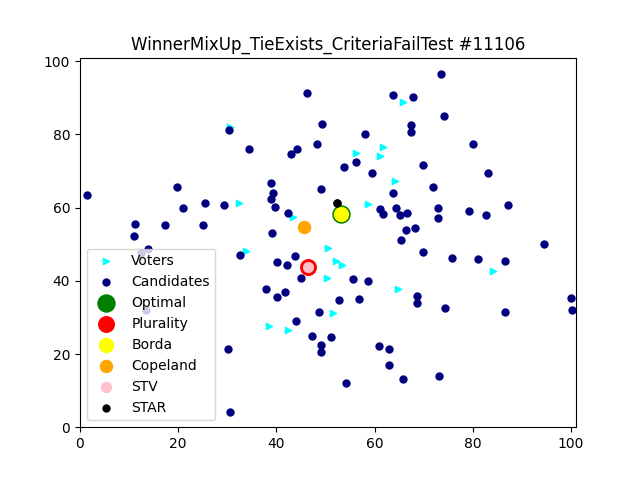 WinnerMixUp_TieExists_CriteriaFailTest #11106
100
80
60
40
20
0
Voters
Candidates
Optimal
Plurality
Borda
Copeland
STV
STAR
0 20 40 60 80 100